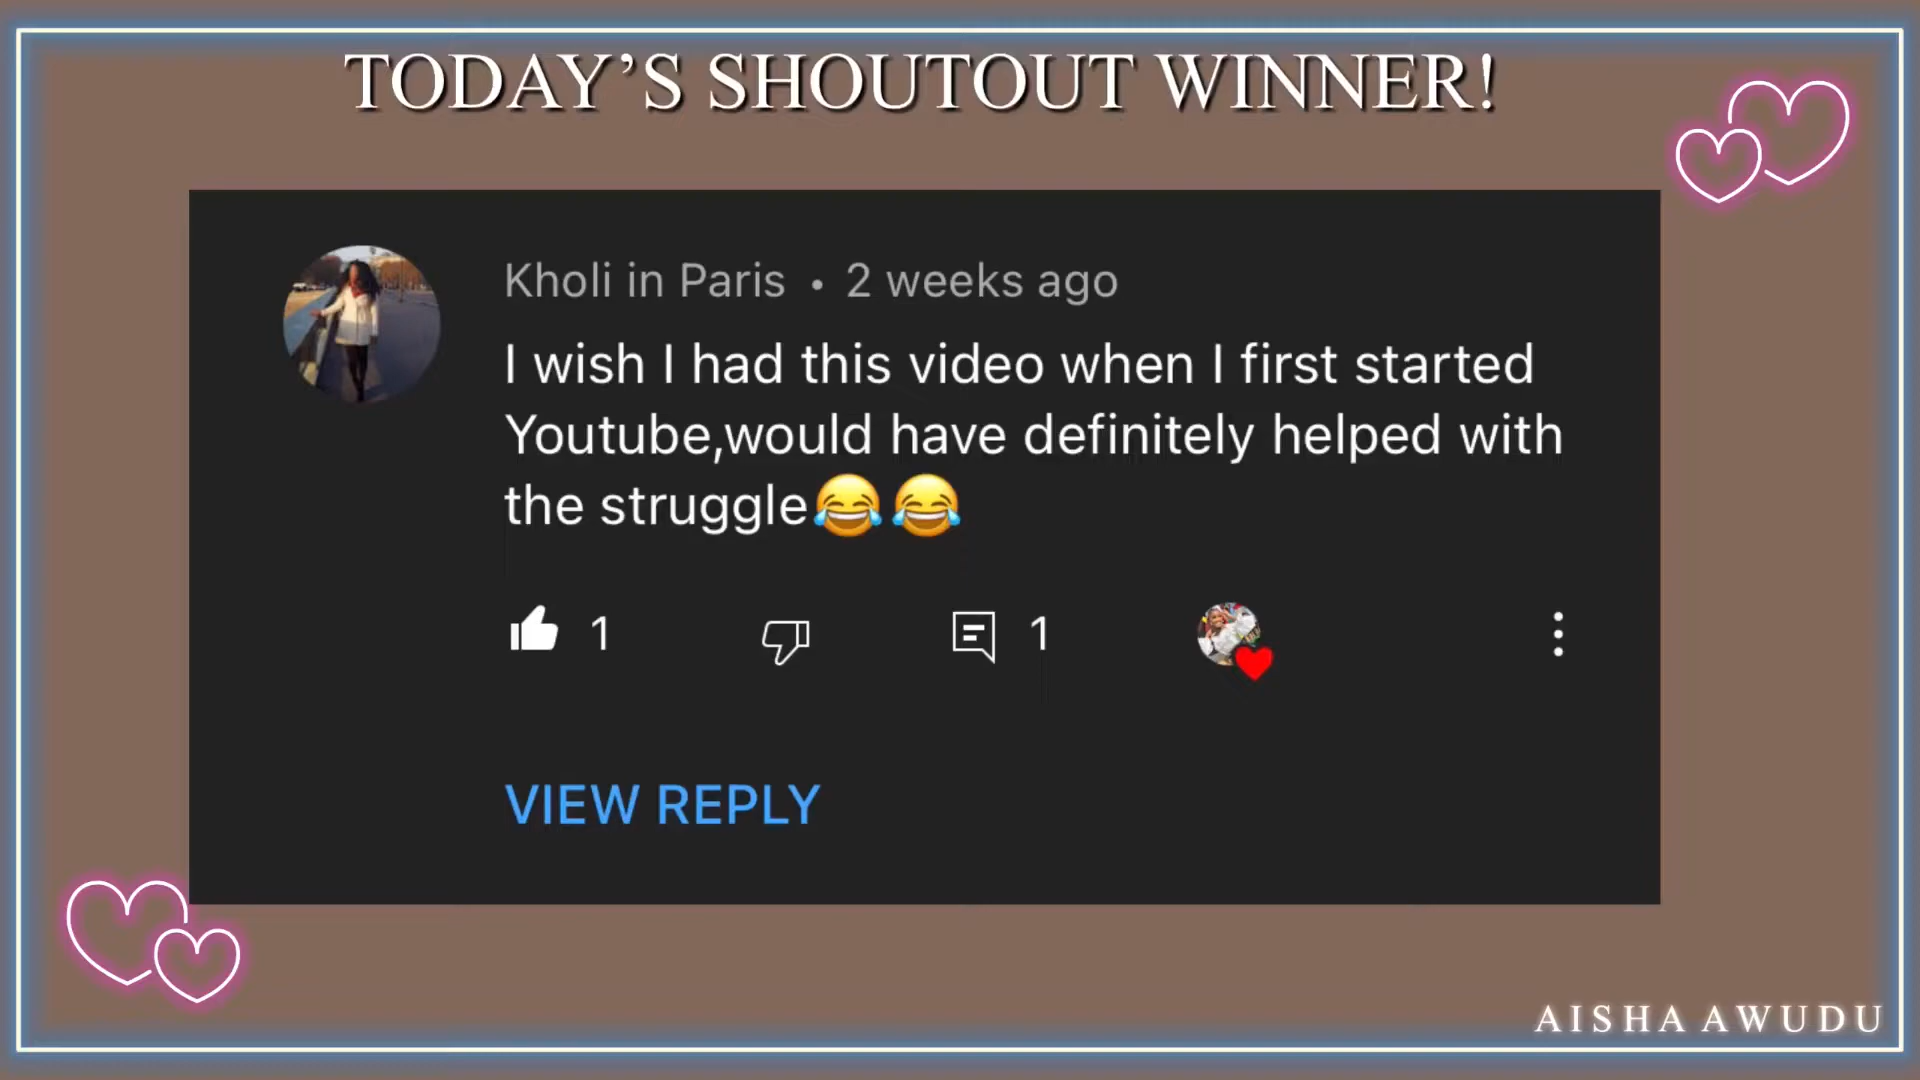 TODAY’S SHOUTOUT WINNER!
Kholi in Paris • 2 weeks ago
I wish I had this video when I first started
Youtube,would have definitely helped with
the struggle😂😂
1 1
VIEW REPLY
AISHA AWUDU